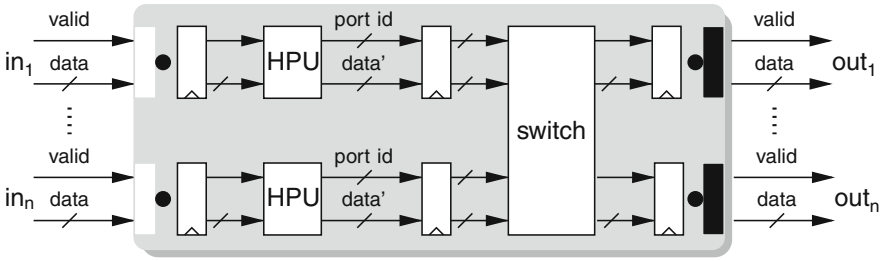 valid port id valid
in1 data HPU data' data out1
switch
valid port id valid
inn data HPU data' data outn